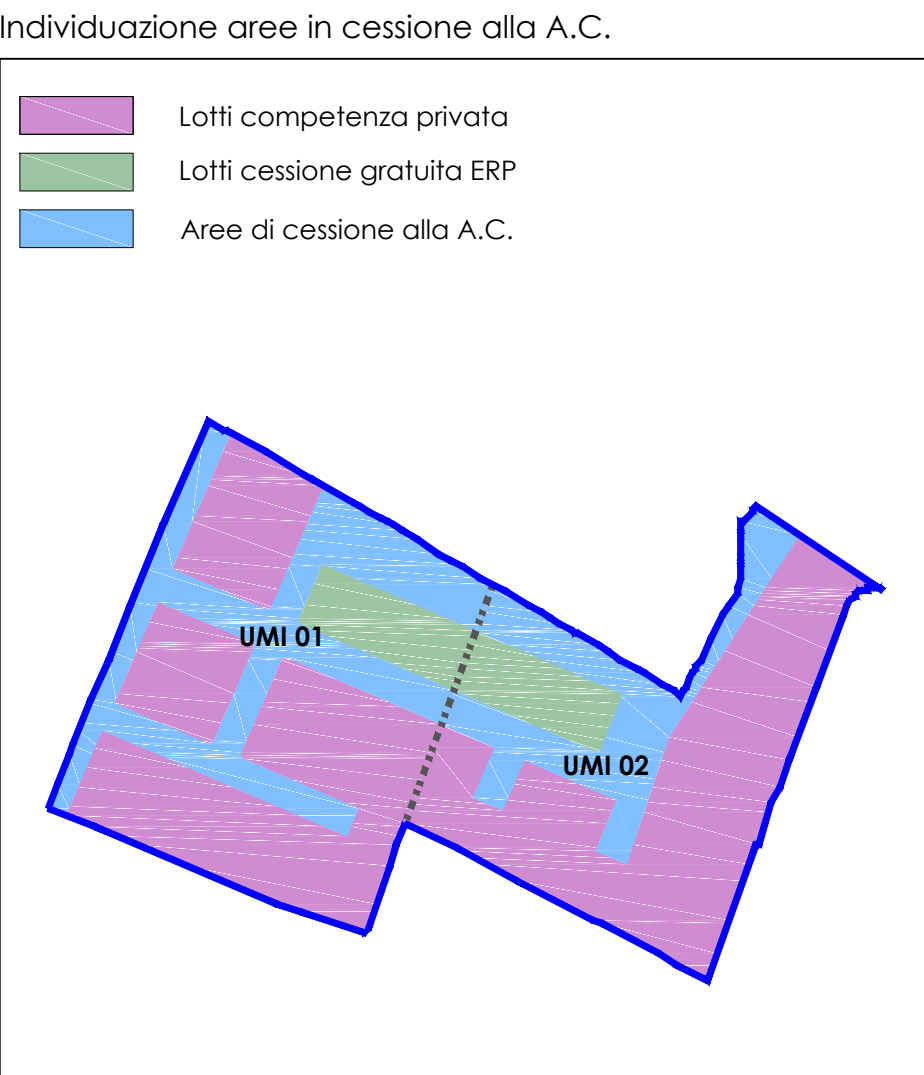 Individuazione aree in cessione alla A.C.
Lotti competenza privata
Lotti cessione gratuita ERP
Aree di cessione alla A.C.
UMI 01
UMI 02